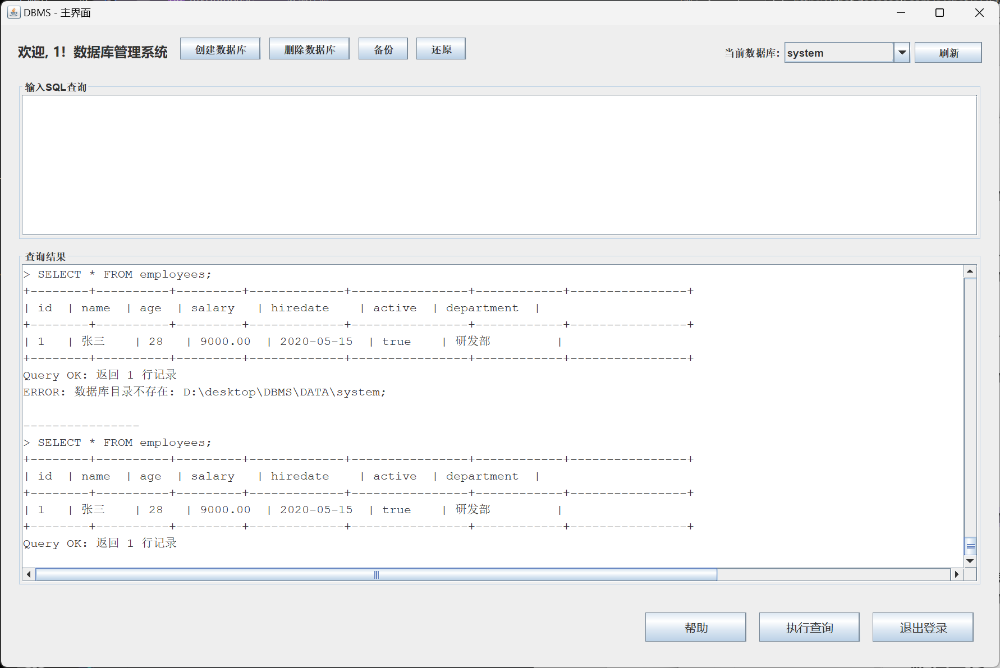 DBMS - 主界面
欢迎, 1! 数据库管理系统 创建数据库 删除数据库 备份 还原 当前数据库: system 刷新
输入SQL查询
查询结果
> SELECT * FROM employees;
+--------+----------+---------+-------------+----------------+------------+----------------+
| id  | name  | age  | salary   | hiredate    | active  | department  |
+--------+----------+---------+-------------+----------------+------------+----------------+
| 1   | 张三    | 28   | 9000.00  | 2020-05-15  | true    | 研发部         |
+--------+----------+---------+-------------+----------------+------------+----------------+
Query OK: 返回 1 行记录
ERROR: 数据库目录不存在: D:\desktop\DBMS\DATA\system;
----------------
> SELECT * FROM employees;
+--------+----------+---------+-------------+----------------+------------+----------------+
| id  | name  | age  | salary   | hiredate    | active  | department  |
+--------+----------+---------+-------------+----------------+------------+----------------+
| 1   | 张三    | 28   | 9000.00  | 2020-05-15  | true    | 研发部         |
+--------+----------+---------+-------------+----------------+------------+----------------+
Query OK: 返回 1 行记录
帮助 执行查询 退出登录